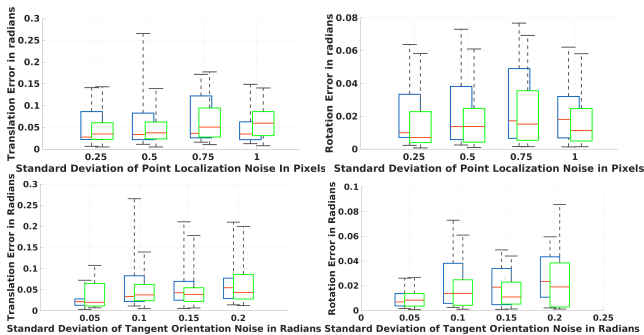 Translation Error in radians
0.3
0.25
0.2
0.15
0.1
0.05
0
0.25 0.5 0.75 1
Standard Deviation of Point Localization Noise In Pixels
Rotation Error in radians
0.08
0.06
0.04
0.02
0
0.25 0.5 0.75 1
Standard Deviation of Point Localization Noise in Pixels
Translation Error in Radians
0.3
0.25
0.2
0.15
0.1
0.05
0
0.05 0.1 0.15 0.2
Standard Deviation of Tangent Orientation Noise in Radians
Rotation Error in Radians
0.1
0.08
0.06
0.04
0.02
0
0.05 0.1 0.15 0.2 0.25
Standard Deviation of Tangent Orientation Noise in Radians